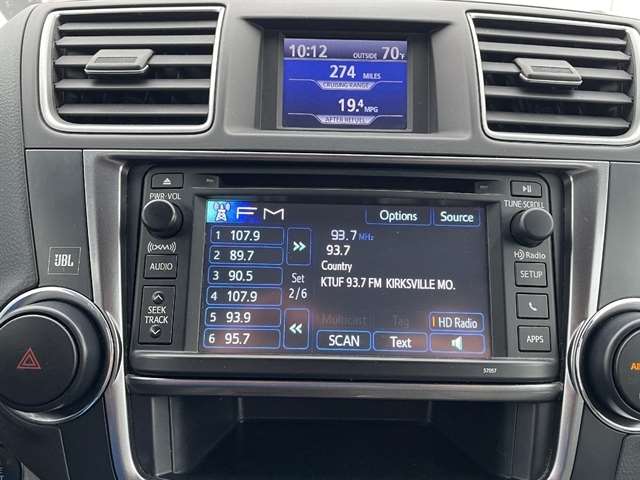 10:12 OUTSIDE 70°F
274 MILES
CRUISING RANGE
19.4 MPG
AFTER REFUEL
PWR·VOL
TUNE·SCROLL
FM
Options
Source
1 107.9
2 89.7
3 90.5
4 107.9
5 93.9
6 95.7
Set
2/6
93.7 MHz
93.7
Country
KTUF 93.7 FM KIRKSVILLE MO.
Multicast
Tag
HD Radio
SCAN
Text
((XM))
AUDIO
SEEK
TRACK
HD Radio
SETUP
APPS
57057
JBL